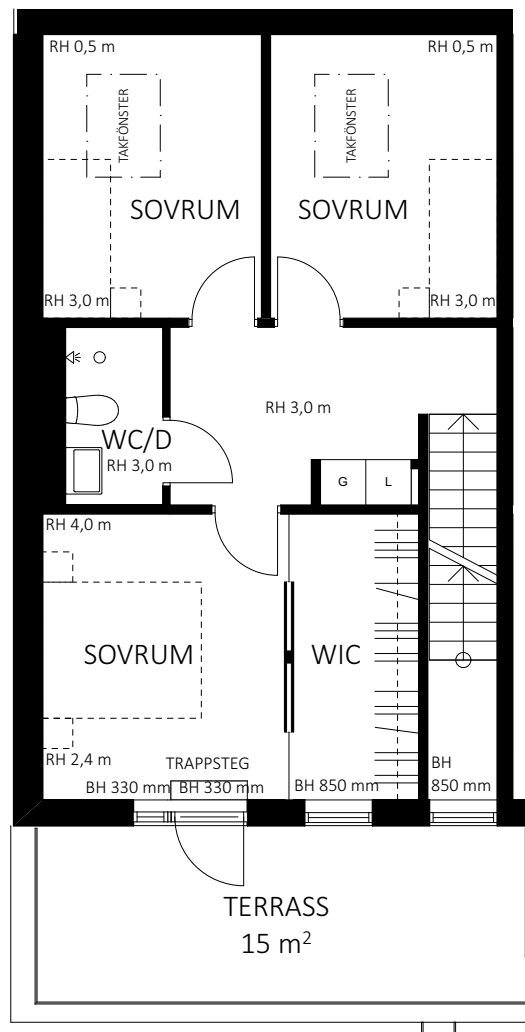 RH 0,5 m
RH 0,5 m
TAKFÖNSTER
TAKFÖNSTER
SOVRUM
SOVRUM
RH 3,0 m
RH 3,0 m
RH 3,0 m
WC/D
RH 3,0 m
G
L
RH 4,0 m
SOVRUM
WIC
RH 2,4 m
TRAPPSTEG
BH 330 mm
BH 330 mm
BH 850 mm
BH
850 mm
TERRASS
15 m²